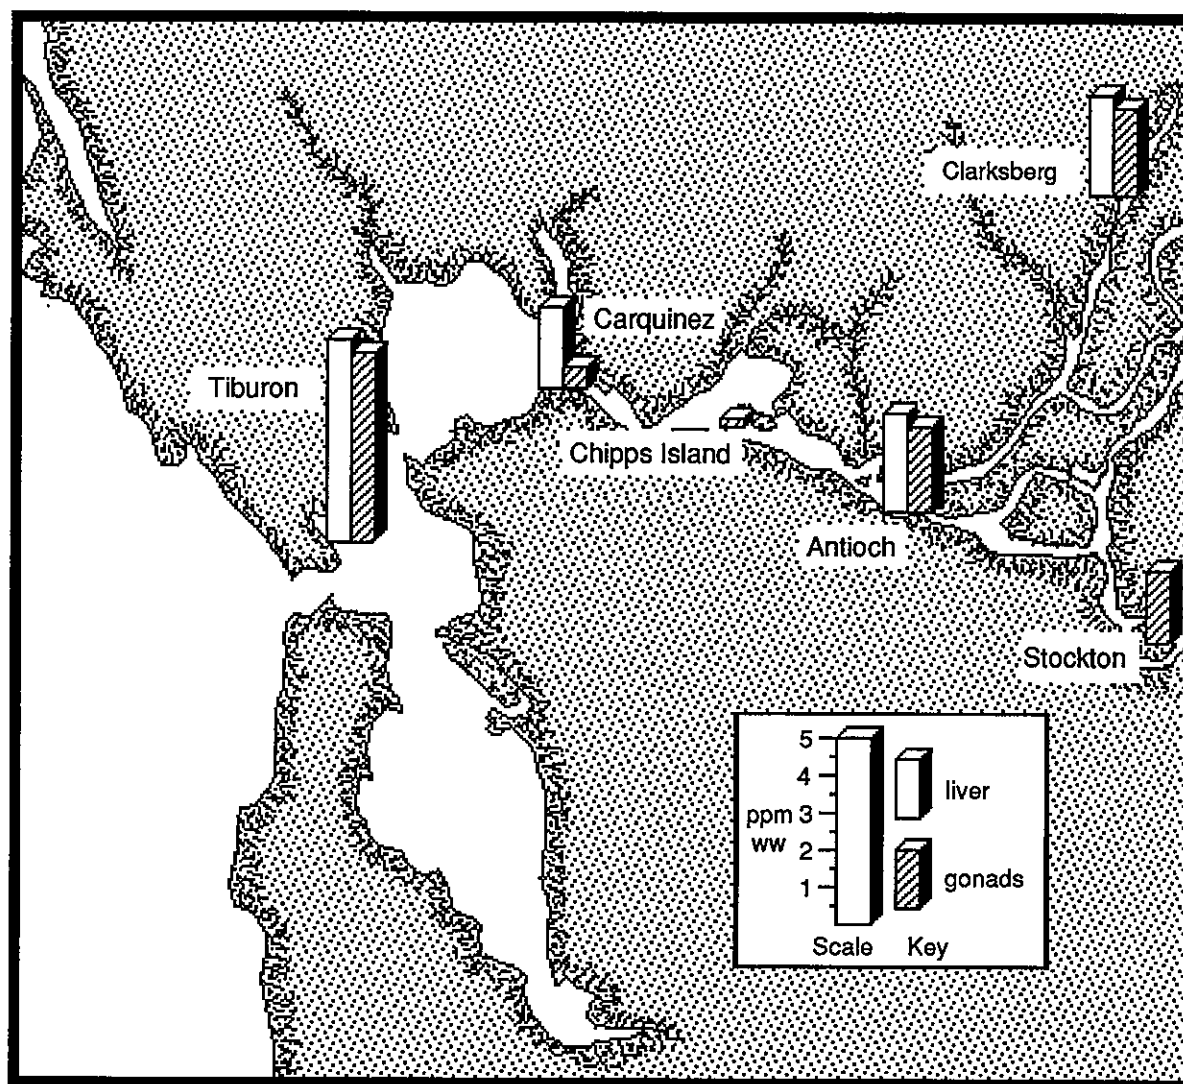 Clarksberg
Carquinez
Tiburon
Chipps Island
Antioch
Stockton
5
4
ppm 3
ww
2
1
liver
gonads
Scale Key